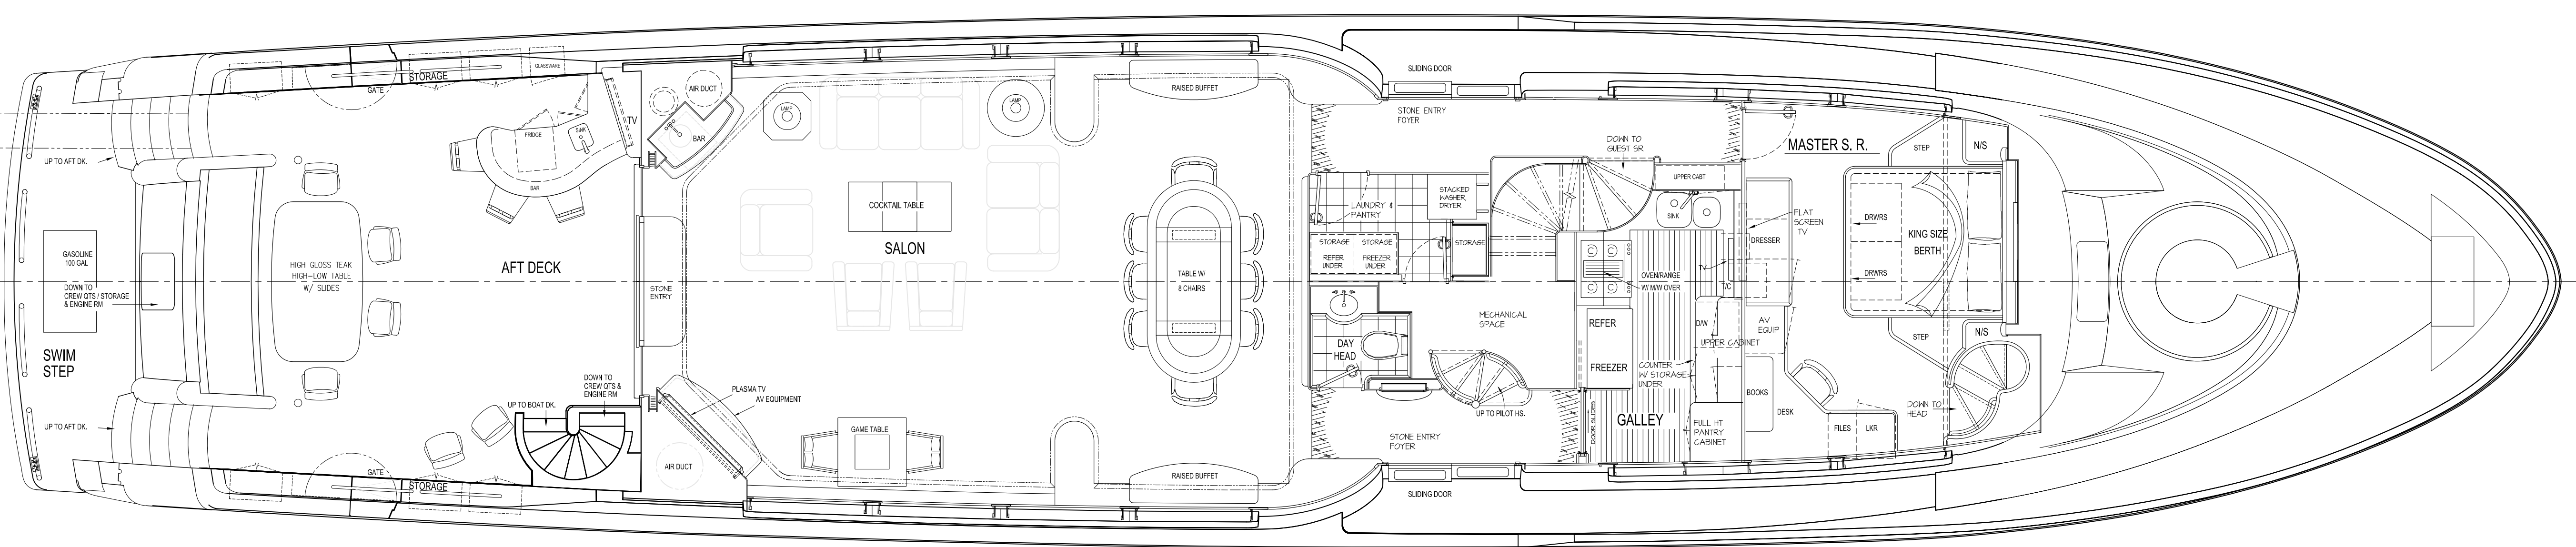 STORAGE
GLASSWARE
GATE
UP TO AFT DK.
FRIDGE
SINK
TV
BAR
AIR DUCT
BAR
LAMP
LAMP
COCKTAIL TABLE
SALON
RAISED BUFFET
GASOLINE
100 GAL
DOWN TO
CREW QTS / STORAGE
& ENGINE RM
HIGH GLOSS TEAK
HIGH-LOW TABLE
W/ SLIDES
AFT DECK
STONE
ENTRY
TABLE W/
8 CHAIRS
SWIM
STEP
UP TO AFT DK.
UP TO BOAT DK.
DOWN TO
CREW QTS &
ENGINE RM
PLASMA TV
AV EQUIPMENT
AIR DUCT
GAME TABLE
RAISED BUFFET
GATE
STORAGE
SLIDING DOOR
STONE ENTRY
FOYER
DOWN TO
GUEST SR
UPPER CABT
STACKED
WASHER,
DRYER
LAUNDRY &
PANTRY
STORAGE
STORAGE
STORAGE
REFER
UNDER
FREEZER
UNDER
SINK
OVEN/RANGE
W/ M/W OVER
TV
T/C
MECHANICAL
SPACE
DAY
HEAD
REFER
FREEZER
D/W
UPPER CABINET
COUNTER
W/ STORAGE
UNDER
UP TO PILOT HS.
DOOR SLIDES
GALLEY
FULL HT
PANTRY
CABINET
STONE ENTRY
FOYER
SLIDING DOOR
MASTER S. R.
STEP
N/S
FLAT
SCREEN
TV
DRESSER
DRWRS
KING SIZE
BERTH
DRWRS
AV
EQUIP
STEP
N/S
BOOKS
DESK
DOWN TO
HEAD
FILES
LKR